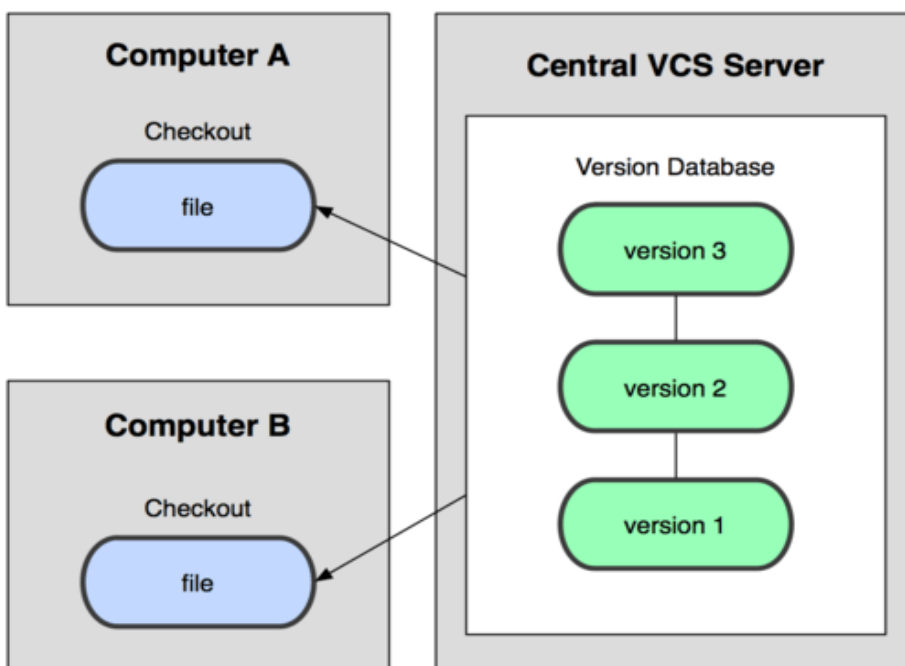 Computer A
Checkout
file
Computer B
Checkout
file
Central VCS Server
Version Database
version 3
version 2
version 1